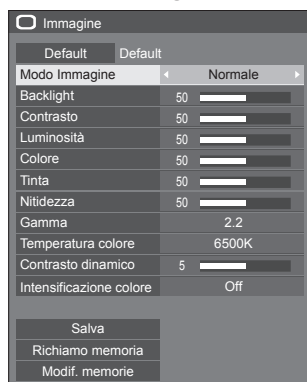 Immagine
Default Default
Modo Immagine Normale
Backlight 50
Contrasto 50
Luminosità 50
Colore 50
Tinta 50
Nitidezza 50
Gamma 2.2
Temperatura colore 6500K
Contrasto dinamico 5
Intensificazione colore Off
Salva
Richiamo memoria
Modif. memorie